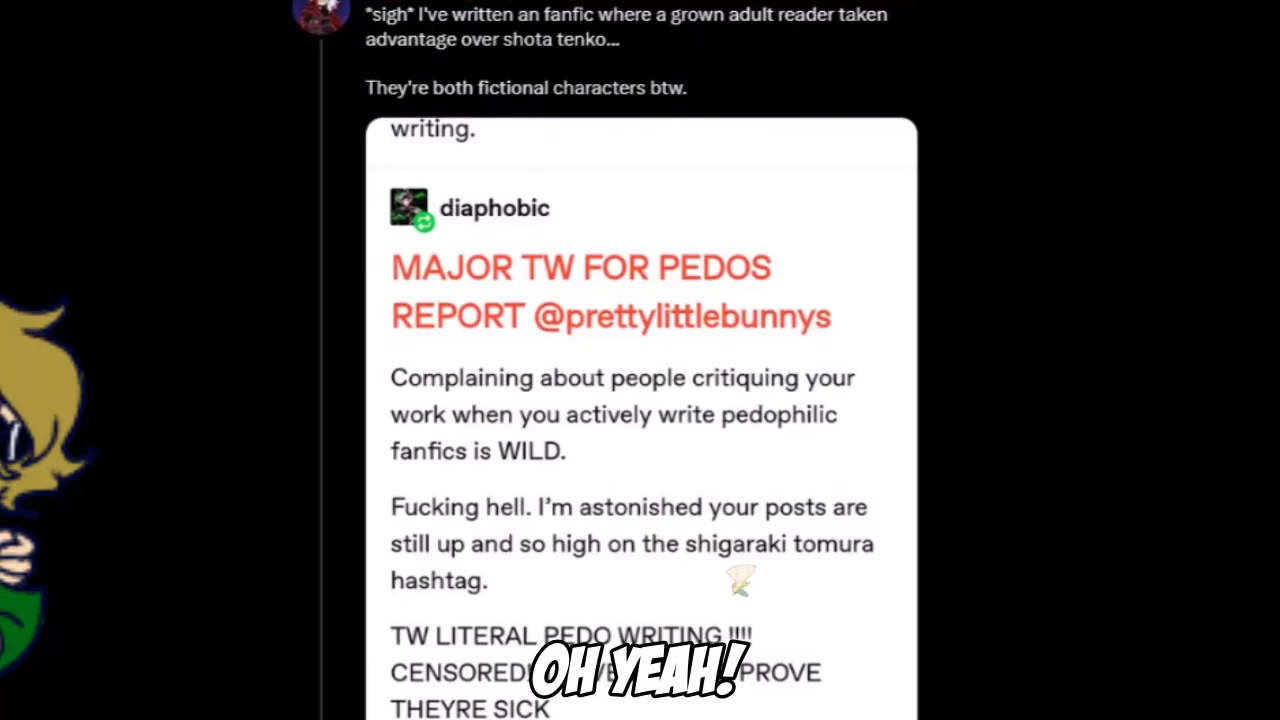 *sigh* I've written an fanfic where a grown adult reader taken
advantage over shota tenko...
They're both fictional characters btw.
writing.
diaphobic
MAJOR TW FOR PEDOS
REPORT @prettylittlebunnys
Complaining about people critiquing your
work when you actively write pedophilic
fanfics is WILD.
Fucking hell. I'm astonished your posts are
still up and so high on the shigaraki tomura
hashtag.
TW LITERAL PEDO WRITING !!!!
CENSORED PROVE
OH YEAH!
THEYRE SICK